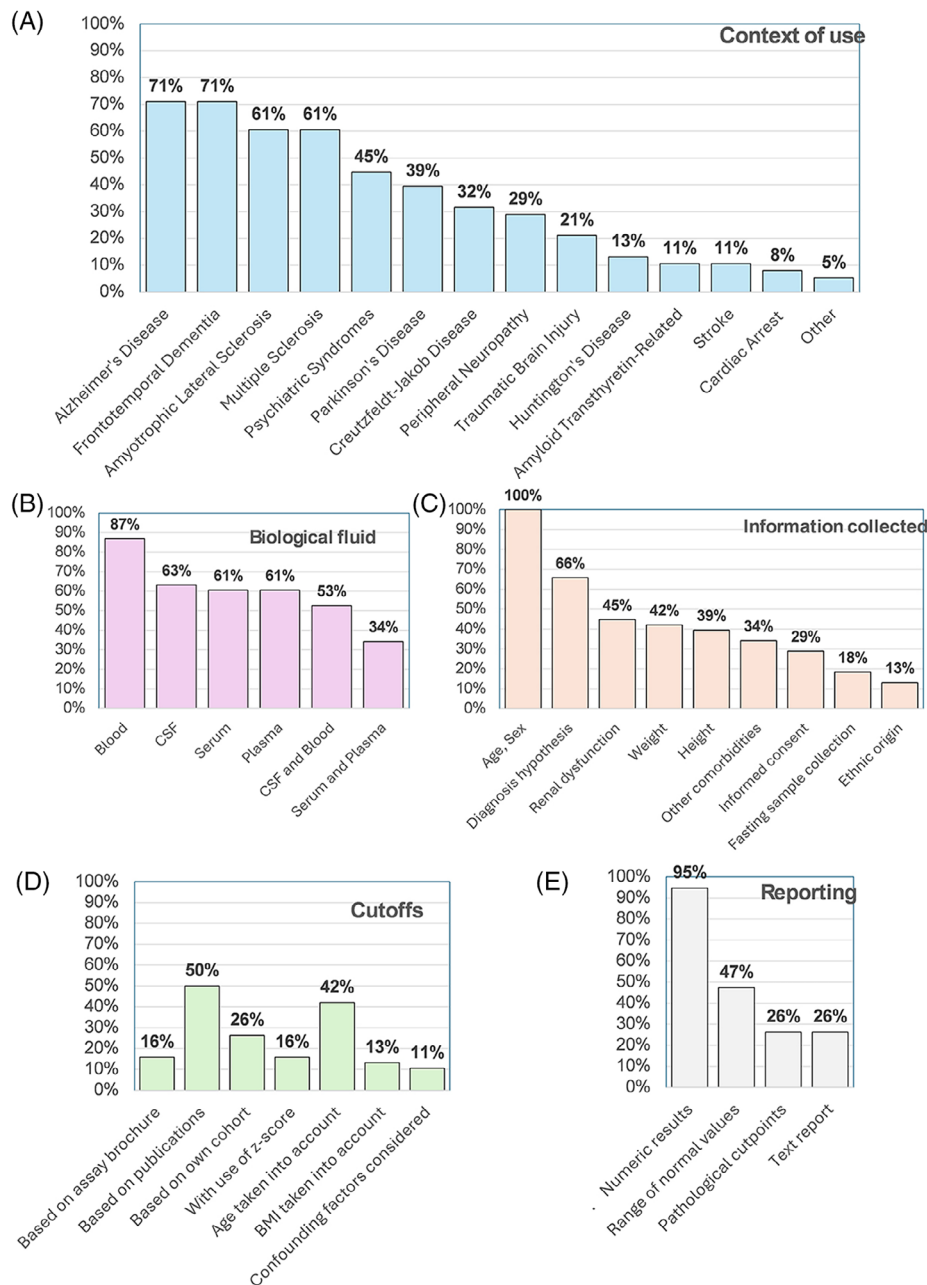 (A)
Context of use
100%
90%
80%
70%
60%
50%
40%
30%
20%
10%
0%
71%
71%
61%
61%
45%
39%
32%
29%
21%
13%
11%
11%
8%
5%
Alzheimer's Disease
Frontotemporal Dementia
Amyotrophic Lateral Sclerosis
Multiple Sclerosis
Psychiatric Syndromes
Parkinson's Disease
Creutzfeldt-Jakob Disease
Peripheral Neuropathy
Traumatic Brain Injury
Huntington's Disease
Amyloid Transthyretin-Related
Stroke
Cardiac Arrest
Other
(B)
Biological fluid
100%
90%
80%
70%
60%
50%
40%
30%
20%
10%
0%
87%
63%
61%
61%
53%
34%
Blood
CSF
Serum
Plasma
CSF and Blood
Serum and Plasma
(C)
Information collected
100%
90%
80%
70%
60%
50%
40%
30%
20%
10%
0%
100%
66%
45%
42%
39%
34%
29%
18%
13%
Age, Sex
Diagnosis hypothesis
Renal dysfunction
Weight
Height
Other comorbidities
Informed consent
Fasting sample collection
Ethnic origin
(D)
Cutoffs
100%
90%
80%
70%
60%
50%
40%
30%
20%
10%
0%
16%
50%
26%
16%
42%
13%
11%
Based on assay brochure
Based on publications
Based on own cohort
With use of z-score
Age taken into account
BMI taken into account
Confounding factors considered
(E)
Reporting
100%
90%
80%
70%
60%
50%
40%
30%
20%
10%
0%
95%
47%
26%
26%
Numeric results
Range of normal values
Pathological cutpoints
Text report